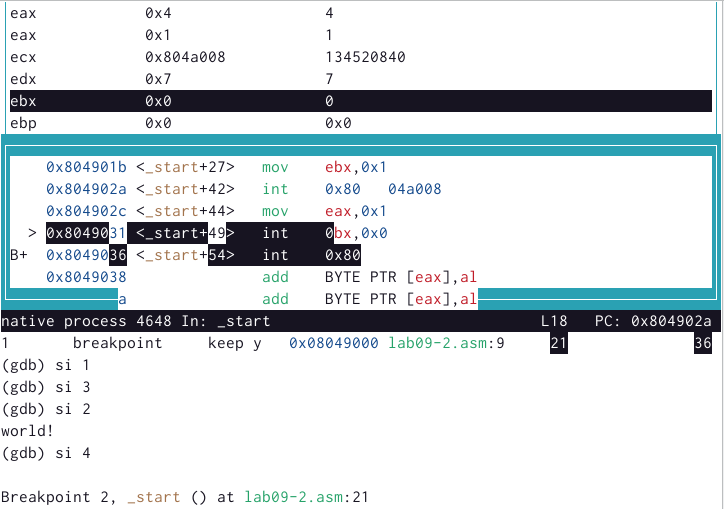 eax 0x4 4
eax 0x1 1
ecx 0x804a008 134520840
edx 0x7 7
ebx 0x0 0
ebp 0x0 0x0
0x804901b <_start+27> mov ebx,0x1
0x804902a <_start+42> int 0x80 04a008
0x804902c <_start+44> mov eax,0x1
> 0x8049031 <_start+49> int 0bx,0x0
B+ 0x8049036 <_start+54> int 0x80
0x8049038 add BYTE PTR [eax],al
a add BYTE PTR [eax],al
native process 4648 In: _start L18 PC: 0x804902a
1 breakpoint keep y 0x08049000 lab09-2.asm:9 21 36
(gdb) si 1
(gdb) si 3
(gdb) si 2
world!
(gdb) si 4
Breakpoint 2, _start () at lab09-2.asm:21